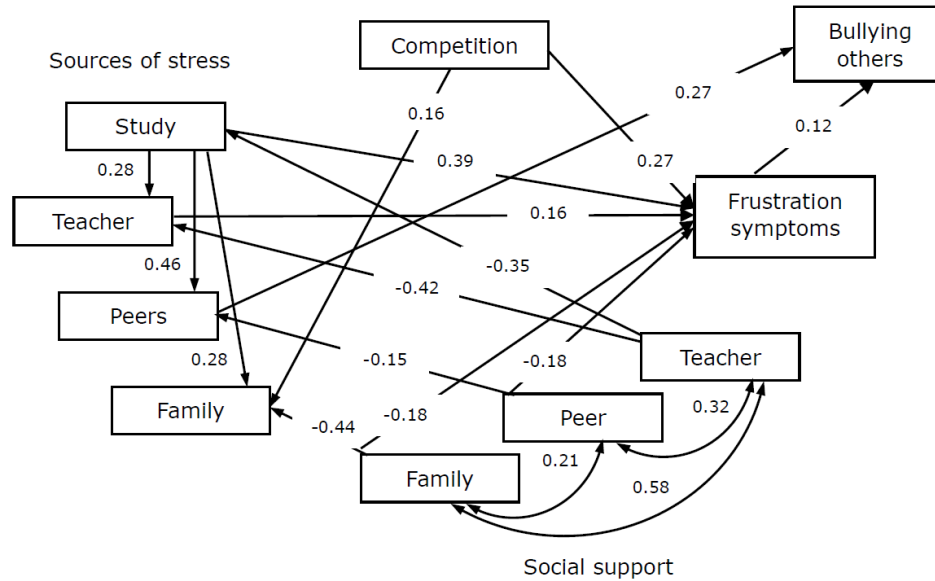 Competition
Bullying
others
Sources of stress
0.27
0.16
Study
0.12
0.28
0.39
0.27
Frustration
symptoms
Teacher
0.16
0.46
-0.35
-0.42
Peers
Teacher
0.28
-0.15
-0.18
Family
-0.18
0.32
Peer
-0.44
0.21
Family
0.58
Social support